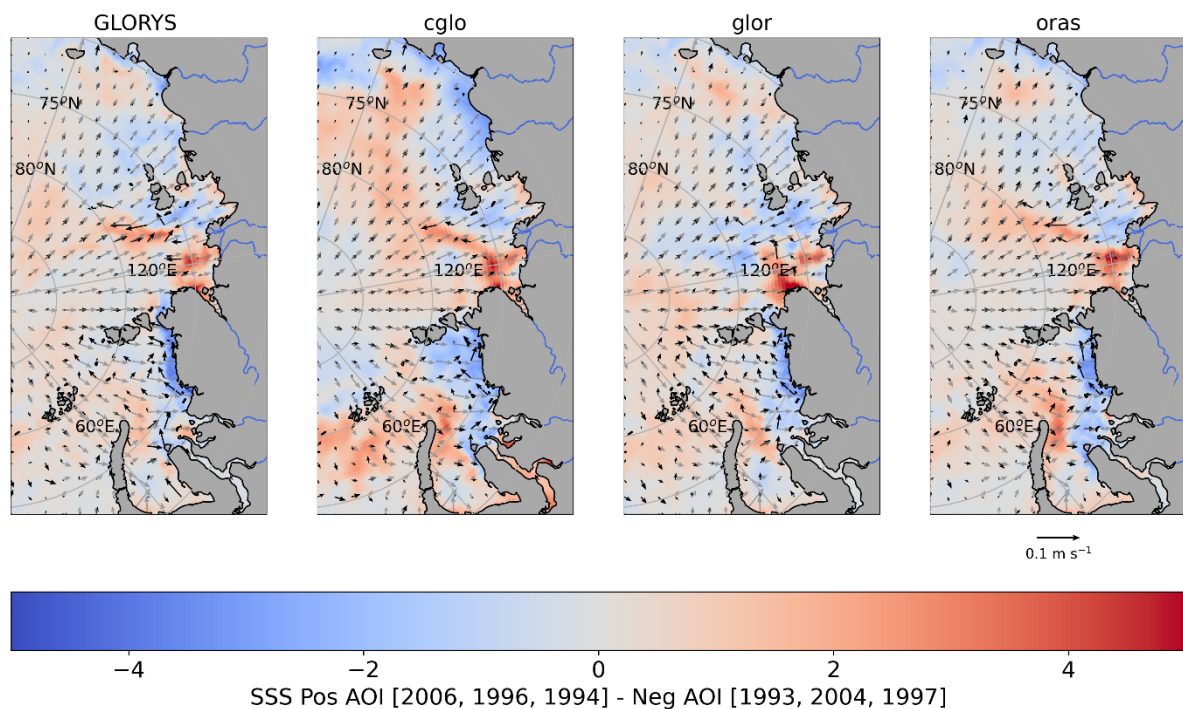 GLORYS cglo glor oras
75ºN 75ºN 75ºN 75ºN
80ºN 80ºN 80ºN 80ºN
120ºE 120ºE 120ºE 120ºE
60ºE 60ºE 60ºE 60ºE
0.1 m s⁻¹
−4 −2 0 2 4
SSS Pos AOI [2006, 1996, 1994] - Neg AOI [1993, 2004, 1997]